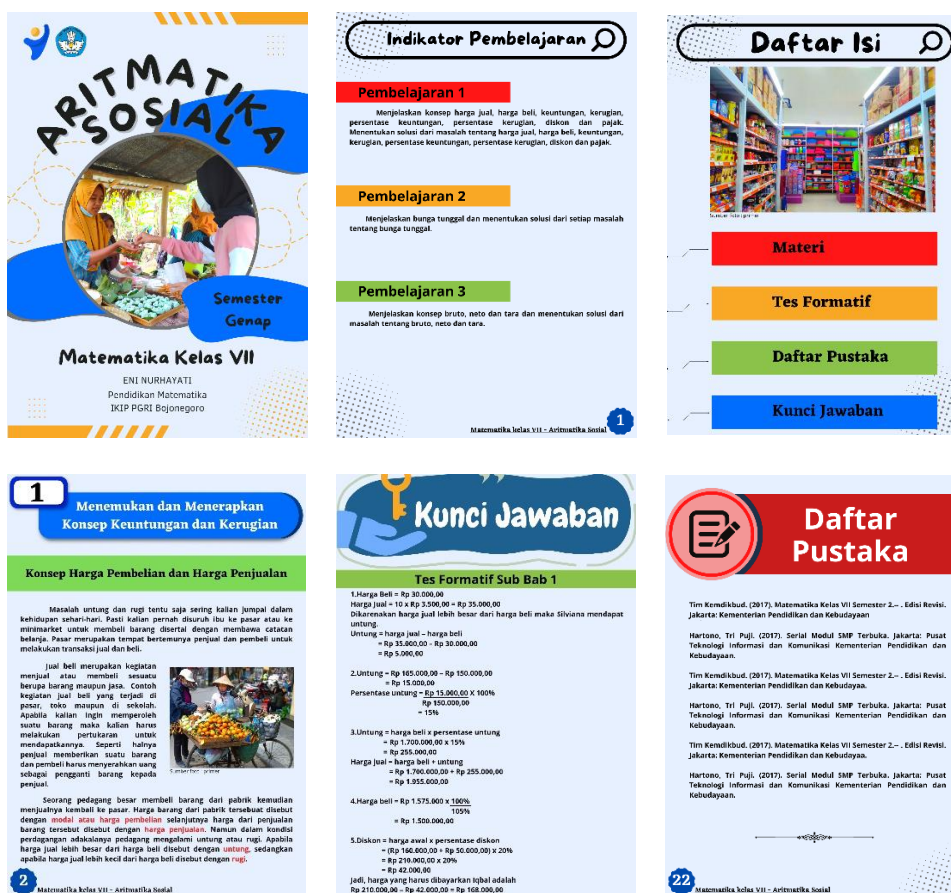 ARITMATIKA
SOSIAL
Semester
Genap
Matematika Kelas VII
ENI NURHAYATI
Pendidikan Matematika
IKIP PGRI Bojonegoro
Indikator Pembelajaran
Pembelajaran 1
Menjelaskan konsep harga jual, harga beli, keuntungan, kerugian,
persentase keuntungan, persentase kerugian, diskon dan pajak.
Menentukan solusi dari masalah tentang harga jual, harga beli, keuntungan,
kerugian, persentase keuntungan, persentase kerugian, diskon dan pajak.
Pembelajaran 2
Menjelaskan bunga tunggal dan menentukan solusi dari setiap masalah
tentang bunga tunggal.
Pembelajaran 3
Menjelaskan konsep bruto, neto dan tara dan menentukan solusi dari
masalah tentang bruto, neto dan tara.
Matematika kelas VII - Aritmatika Sosial
1
Daftar Isi
Sumber foto : primer
Materi
Tes Formatif
Daftar Pustaka
Kunci Jawaban
1
Menemukan dan Menerapkan
Konsep Keuntungan dan Kerugian
Konsep Harga Pembelian dan Harga Penjualan
Masalah untung dan rugi tentu saja sering kalian jumpai dalam
kehidupan sehari-hari. Pasti kalian pernah disuruh ibu ke pasar atau ke
minimarket untuk membeli barang disertai dengan membawa catatan
belanja. Pasar merupakan tempat bertemunya penjual dan pembeli untuk
melakukan transaksi jual dan beli.
Jual beli merupakan kegiatan
menjual atau membeli sesuatu
berupa barang maupun jasa. Contoh
kegiatan jual beli yang terjadi di
pasar, toko maupun di sekolah.
Apabila kalian ingin memperoleh
suatu barang maka kalian harus
melakukan pertukaran untuk
mendapatkannya. Seperti halnya
penjual memberikan suatu barang
dan pembeli harus menyerahkan uang
sebagai pengganti barang kepada
penjual.
Sumber foto : primer
Seorang pedagang besar membeli barang dari pabrik kemudian
menjualnya kembali ke pasar. Harga barang dari pabrik tersebuat disebut
dengan modal atau harga pembelian selanjutnya harga dari penjualan
barang tersebut disebut dengan harga penjualan. Namun dalam kondisi
perdagangan adakalanya pedagang mengalami untung atau rugi. Apabila
harga jual lebih besar dari harga beli disebut dengan untung, sedangkan
apabila harga jual lebih kecil dari harga beli disebut dengan rugi.
2
Matematika kelas VII - Aritmatika Sosial
Kunci Jawaban
Tes Formatif Sub Bab 1
1.Harga Beli = Rp 30.000,00
Harga Jual = 10 x Rp 3.500,00 = Rp 35.000,00
Dikarenakan harga jual lebih besar dari harga beli maka Silviana mendapat
untung.
Untung = harga jual – harga beli
= Rp 35.000,00 – Rp 30.000,00
= Rp 5.000,00
2.Untung = Rp 165.000,00 – Rp 150.000,00
= Rp 15.000,00
Persentase untung = Rp 15.000,00 X 100%
Rp 150.000,00
= 15%
3.Untung = harga beli x persentase untung
= Rp 1.700.000,00 x 15%
= Rp 255.000,00
Harga jual = harga beli + untung
= Rp 1.700.000,00 + Rp 255.000,00
= Rp 1.955.000,00
4.Harga beli = Rp 1.575.000 x 100%
105%
= Rp 1.500.000,00
5.Diskon = harga awal x persentase diskon
= (Rp 160.000,00 + Rp 50.000,00) x 20%
= Rp 210.000,00 x 20%
= Rp 42.000,00
Jadi, harga yang harus dibayarkan Iqbal adalah
Rp 210.000,00 – Rp 42.000,00 = Rp 168.000,00
Daftar
Pustaka
Tim Kemdikbud. (2017). Matematika Kelas VII Semester 2.-- . Edisi Revisi.
Jakarta: Kementerian Pendidikan dan Kebudayaan
Hartono, Tri Puji. (2017). Serial Modul SMP Terbuka. Jakarta: Pusat
Teknologi Informasi dan Komunikasi Kementerian Pendidikan dan
Kebudayaan.
Tim Kemdikbud. (2017). Matematika Kelas VII Semester 2.-- . Edisi Revisi.
Jakarta: Kementerian Pendidikan dan Kebudayaa.
Hartono, Tri Puji. (2017). Serial Modul SMP Terbuka. Jakarta: Pusat
Teknologi Informasi dan Komunikasi Kementerian Pendidikan dan
Kebudayaan.
Tim Kemdikbud. (2017). Matematika Kelas VII Semester 2.-- . Edisi Revisi.
Jakarta: Kementerian Pendidikan dan Kebudayaa.
Hartono, Tri Puji. (2017). Serial Modul SMP Terbuka. Jakarta: Pusat
Teknologi Informasi dan Komunikasi Kementerian Pendidikan dan
Kebudayaan.
22
Matematika kelas VII - Aritmatika Sosial